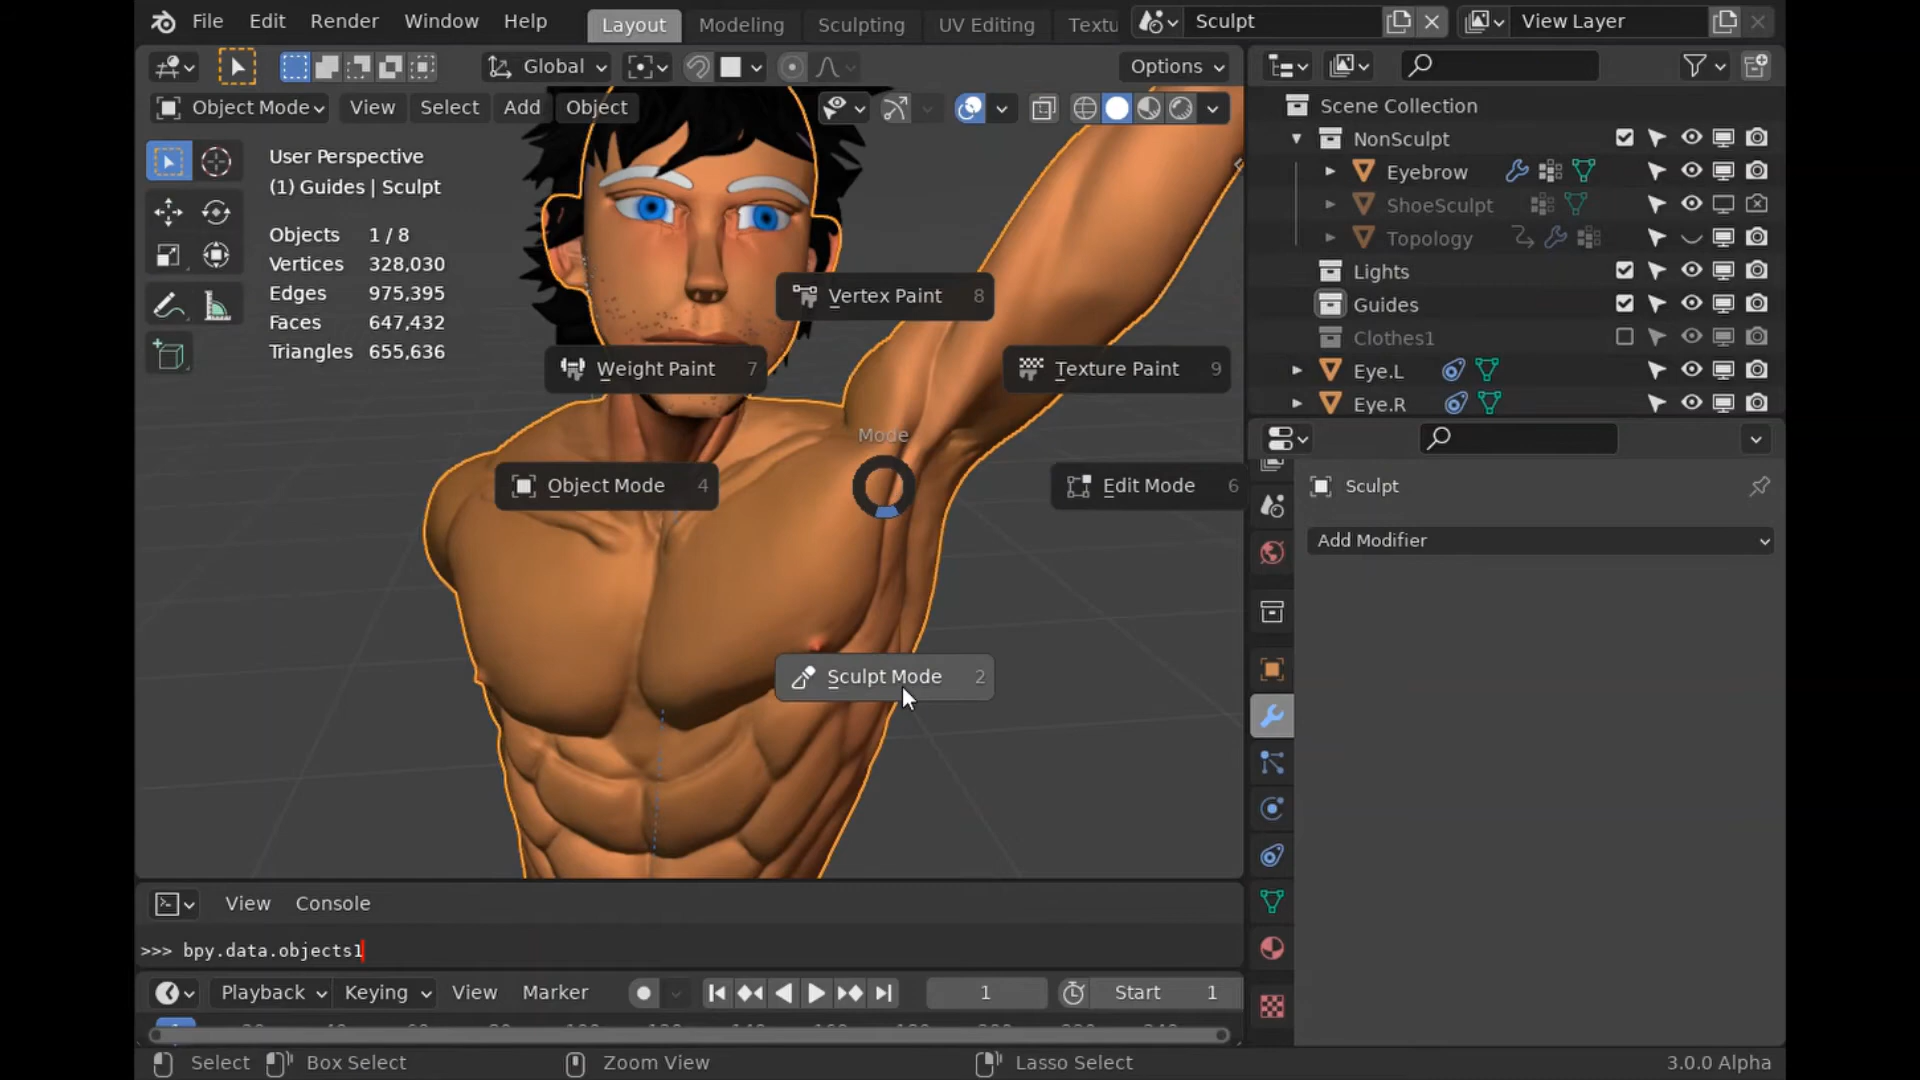 File Edit Render Window Help Layout Modeling Sculpting UV Editing Textu Sculpt View Layer
Global Options
Object Mode View Select Add Object
User Perspective
(1) Guides | Sculpt
Objects 1 / 8
Vertices 328,030
Edges 975,395
Faces 647,432
Triangles 655,636
Vertex Paint 8
Weight Paint 7
Texture Paint 9
Mode
Object Mode 4
Edit Mode 6
Sculpt Mode 2
Scene Collection
NonSculpt
Eyebrow
ShoeSculpt
Topology
Lights
Guides
Clothes1
Eye.L
Eye.R
Sculpt
Add Modifier
View Console
>>> bpy.data.objects1
Playback Keying View Marker 1 Start 1
Select Box Select Zoom View Lasso Select 3.0.0 Alpha